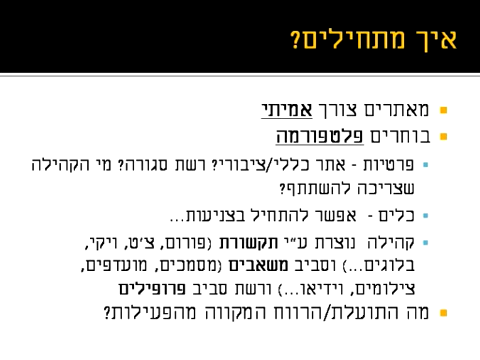 איך מתחילים?
מאתרים צורך אמיתי
בוחרים פלטפורמה
פרטיות - אתר כללי/ציבורי? רשת סגורה? מי הקהילה
שצריכה להשתתף?
כלים - אפשר להתחיל בצניעות...
קהילה נוצרת ע"י תקשורת (פורום, צ'ט, ויקי,
בלוגים...) וסביב משאבים (מסמכים, מועדפים,
צילומים, וידיאו...) ורשת סביב פרופילים
מה התועלת/הרווח המקווה מהפעילות?